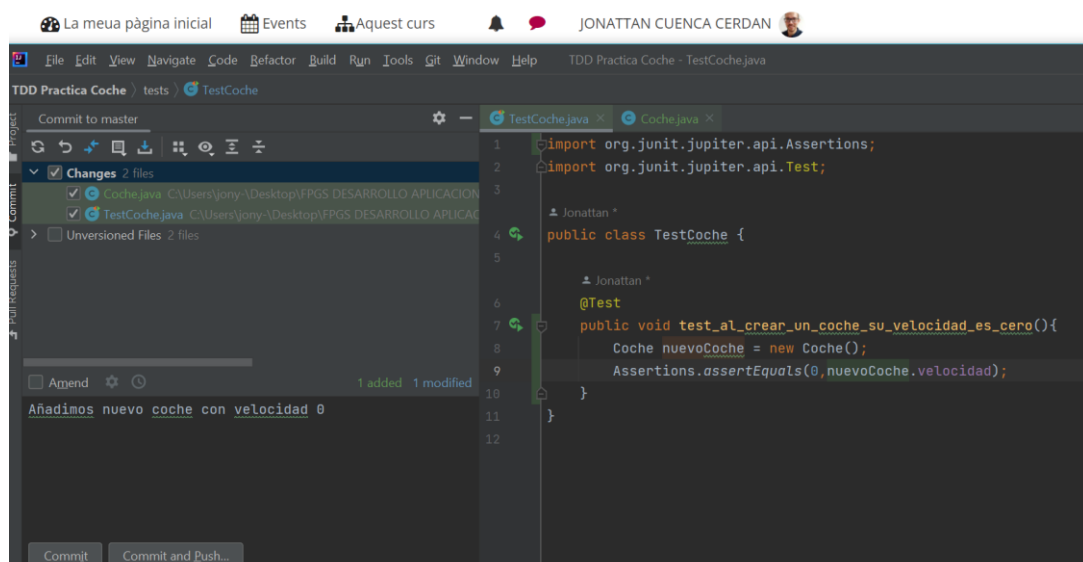 La meua pàgina inicial Events Aquest curs JONATTAN CUENCA CERDAN
File Edit View Navigate Code Refactor Build Run Tools Git Window Help TDD Practica Coche - TestCoche.java
TDD Practica Coche tests TestCoche
Project
Commit
Pull Requests
Commit to master
Changes 2 files
Coche.java C:\Users\jony-\Desktop\FPGS DESARROLLO APLICACION
TestCoche.java C:\Users\jony-\Desktop\FPGS DESARROLLO APLICAC
Unversioned Files 2 files
Amend 1 added 1 modified
Añadimos nuevo coche con velocidad 0
Commit Commit and Push...
TestCoche.java Coche.java
1 import org.junit.jupiter.api.Assertions;
2 import org.junit.jupiter.api.Test;
3
Jonattan *
4 public class TestCoche {
5
Jonattan *
6 @Test
7 public void test_al_crear_un_coche_su_velocidad_es_cero(){
8 Coche nuevoCoche = new Coche();
9 Assertions.assertEquals(0,nuevoCoche.velocidad);
10 }
11 }
12